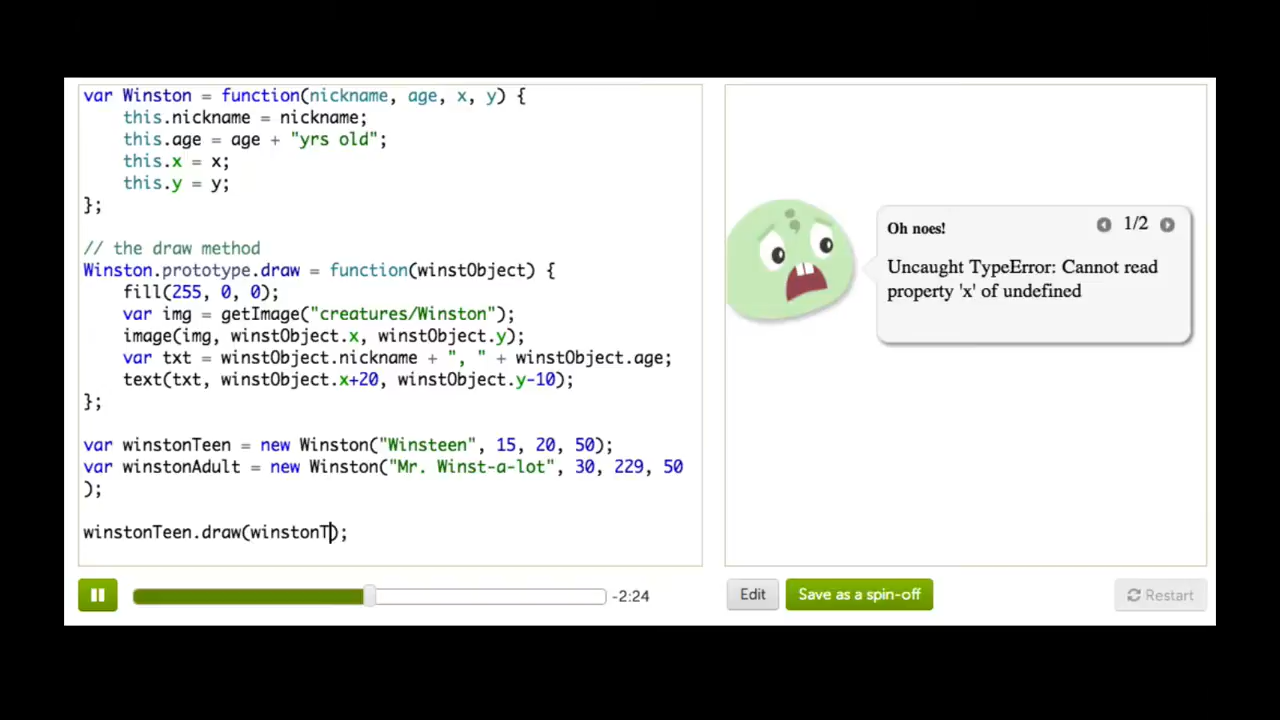 var Winston = function(nickname, age, x, y) {
this.nickname = nickname;
this.age = age + "yrs old";
this.x = x;
this.y = y;
};
// the draw method
Winston.prototype.draw = function(winstObject) {
fill(255, 0, 0);
var img = getImage("creatures/Winston");
image(img, winstObject.x, winstObject.y);
var txt = winstObject.nickname + ", " + winstObject.age;
text(txt, winstObject.x+20, winstObject.y-10);
};
var winstonTeen = new Winston("Winsteen", 15, 20, 50);
var winstonAdult = new Winston("Mr. Winst-a-lot", 30, 229, 50
);
winstonTeen.draw(winstonT);
-2:24
Oh noes!
1/2
Uncaught TypeError: Cannot read
property 'x' of undefined
Edit
Save as a spin-off
Restart